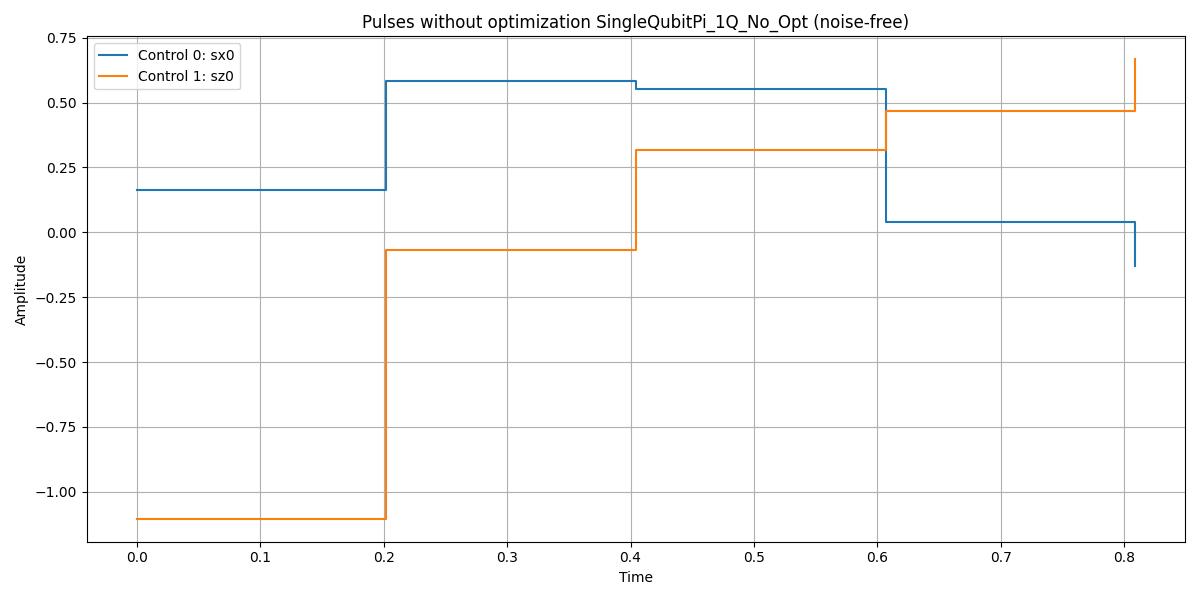 Pulses without optimization SingleQubitPi_1Q_No_Opt (noise-free)
Control 0: sx0
Control 1: sz0
Amplitude
0.75
0.50
0.25
0.00
−0.25
−0.50
−0.75
−1.00
0.0 0.1 0.2 0.3 0.4 0.5 0.6 0.7 0.8
Time